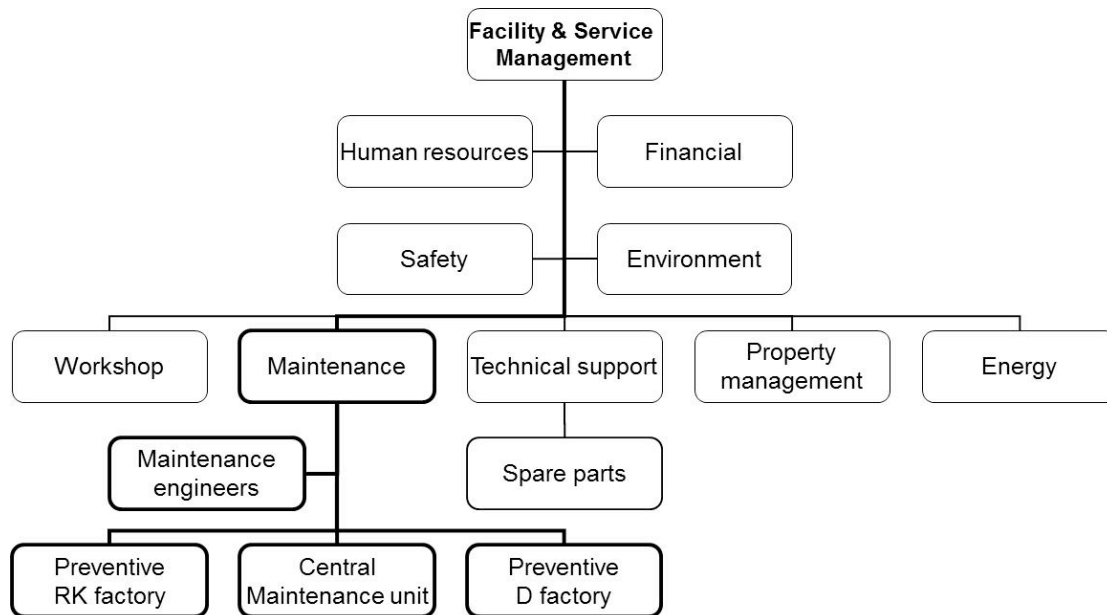 Facility & Service
Management
Human resources
Financial
Safety
Environment
Workshop
Maintenance
Technical support
Property
management
Energy
Maintenance
engineers
Spare parts
Preventive
RK factory
Central
Maintenance unit
Preventive
D factory